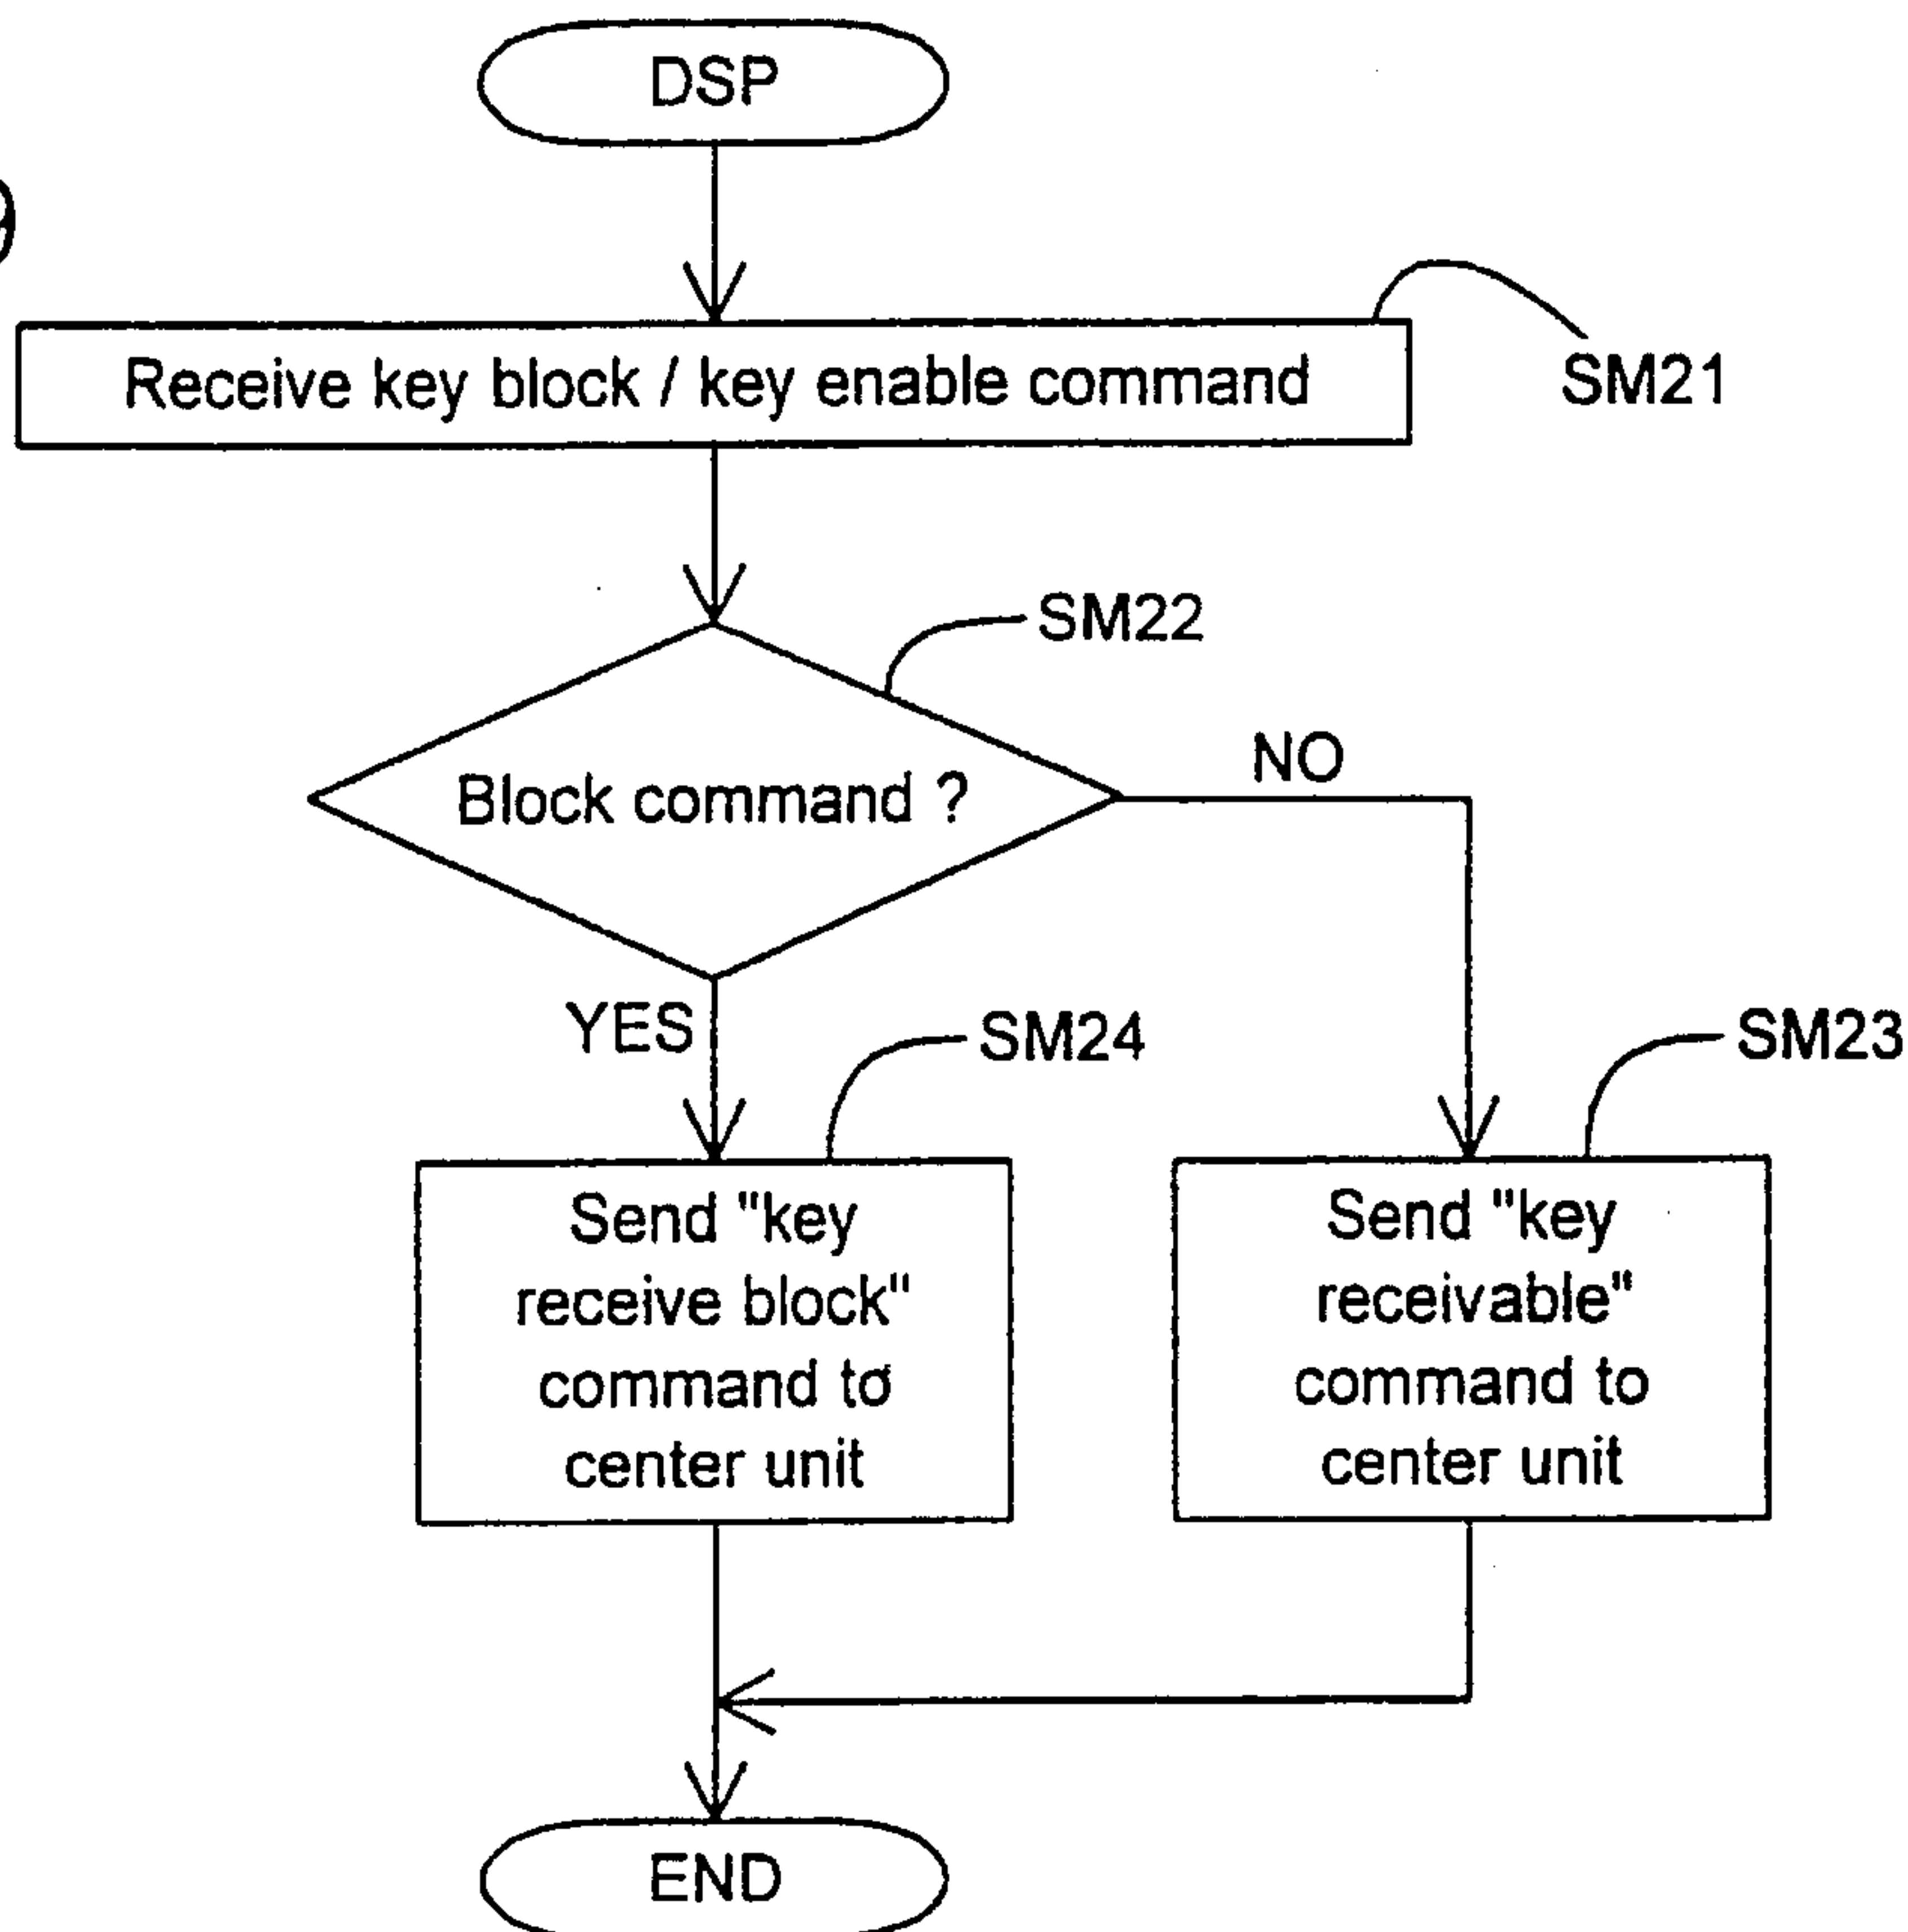 DSP
Receive key block / key enable command
SM21
SM22
Block command ?
NO
YES
SM24
SM23
Send "key
receive block"
command to
center unit
Send "key
receivable"
command to
center unit
END